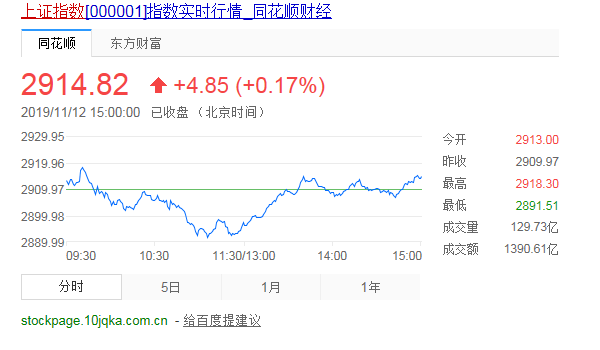 上证指数[000001]指数实时行情_同花顺财经
同花顺 东方财富
2914.82 +4.85 (+0.17%)
2019/11/12 15:00:00 已收盘 （北京时间）
2929.95
2919.96
2909.97
2899.98
2889.99
09:30 10:30 11:30/13:00 14:00 15:00
今开 2913.00
昨收 2909.97
最高 2918.30
最低 2891.51
成交量 129.73亿
成交额 1390.61亿
分时 5日 1月 1年
stockpage.10jqka.com.cn - 给百度提建议